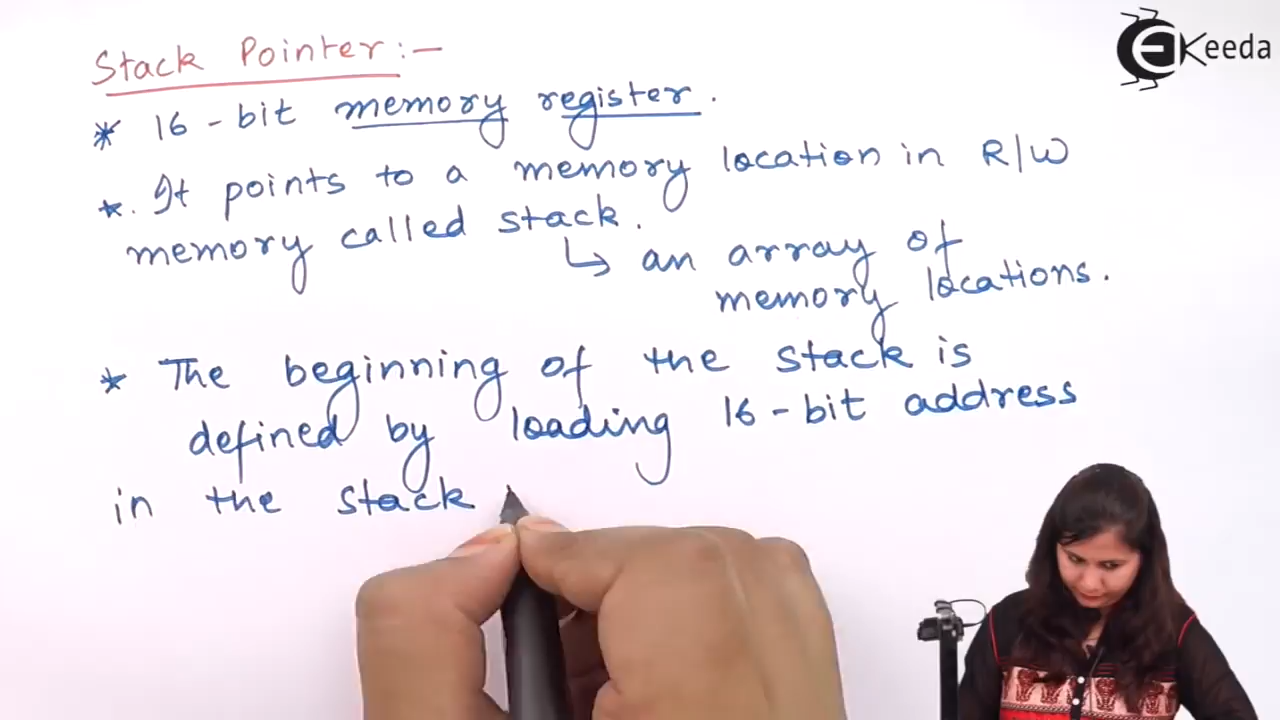 Stack Pointer :-
* 16-bit memory register .
* . It points to a memory location in R/W
memory called stack .
↳ an array of
memory locations .
* The beginning of the stack is
defined by loading 16-bit address
in the stack
EKeeda